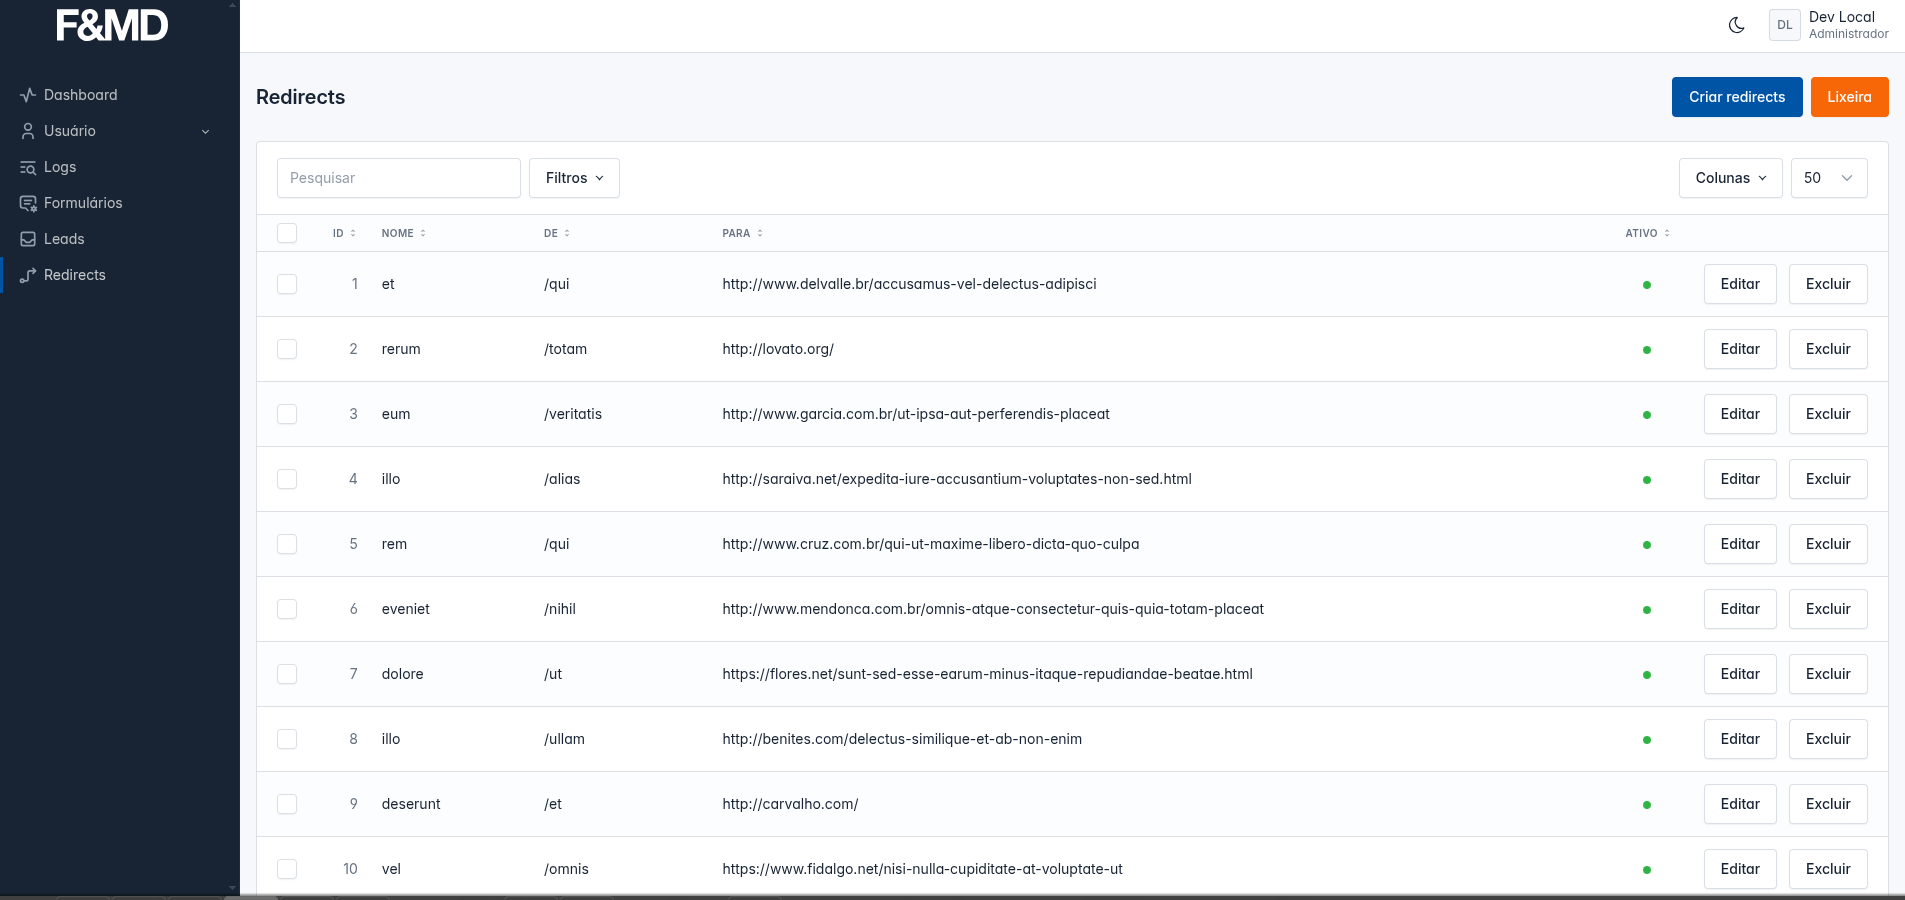 F&MD
Dashboard
Usuário
Logs
Formulários
Leads
Redirects
DL
Dev Local
Administrador
Redirects
Criar redirects
Lixeira
Pesquisar
Filtros
Colunas
50
ID NOME DE PARA ATIVO
1 et /qui http://www.delvalle.br/accusamus-vel-delectus-adipisci Editar Excluir
2 rerum /totam http://lovato.org/ Editar Excluir
3 eum /veritatis http://www.garcia.com.br/ut-ipsa-aut-perferendis-placeat Editar Excluir
4 illo /alias http://saraiva.net/expedita-iure-accusantium-voluptates-non-sed.html Editar Excluir
5 rem /qui http://www.cruz.com.br/qui-ut-maxime-libero-dicta-quo-culpa Editar Excluir
6 eveniet /nihil http://www.mendonca.com.br/omnis-atque-consectetur-quis-quia-totam-placeat Editar Excluir
7 dolore /ut https://flores.net/sunt-sed-esse-earum-minus-itaque-repudiandae-beatae.html Editar Excluir
8 illo /ullam http://benites.com/delectus-similique-et-ab-non-enim Editar Excluir
9 deserunt /et http://carvalho.com/ Editar Excluir
10 vel /omnis https://www.fidalgo.net/nisi-nulla-cupiditate-at-voluptate-ut Editar Excluir